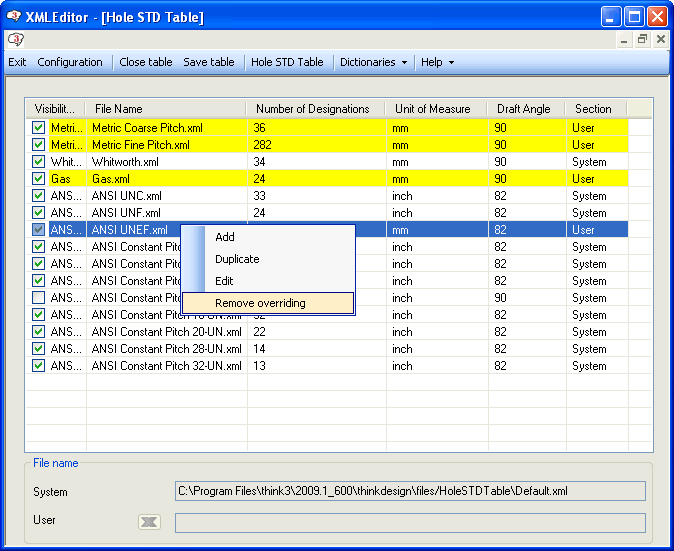 XMLEditor - [Hole STD Table]
Exit Configuration Close table Save table Hole STD Table Dictionaries Help
Visibilit... File Name Number of Designations Unit of Measure Draft Angle Section
Metri... Metric Coarse Pitch.xml 36 mm 90 User
Metri... Metric Fine Pitch.xml 282 mm 90 User
Whit... Whitworth.xml 34 mm 90 System
Gas Gas.xml 24 mm 90 User
ANS... ANSI UNC.xml 33 inch 82 System
ANS... ANSI UNF.xml 24 inch 82 System
ANS... ANSI UNEF.xml mm 82 User
ANS... ANSI Constant Pitc inch 82 System
ANS... ANSI Constant Pitc inch 82 System
ANS... ANSI Constant Pitc inch 82 System
ANS... ANSI Constant Pitc inch 90 System
ANS... ANSI Constant Pitch inch 82 System
ANS... ANSI Constant Pitch 20-UN.xml 22 inch 82 System
ANS... ANSI Constant Pitch 28-UN.xml 14 inch 82 System
ANS... ANSI Constant Pitch 32-UN.xml 13 inch 82 System
Add
Duplicate
Edit
Remove overriding
File name
System C:\Program Files\think3\2009.1_600\thinkdesign\files/HoleSTDTable\Default.xml
User